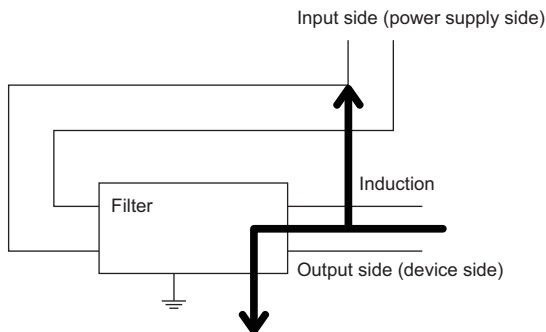 Input side (power supply side)
Induction
Filter
Output side (device side)